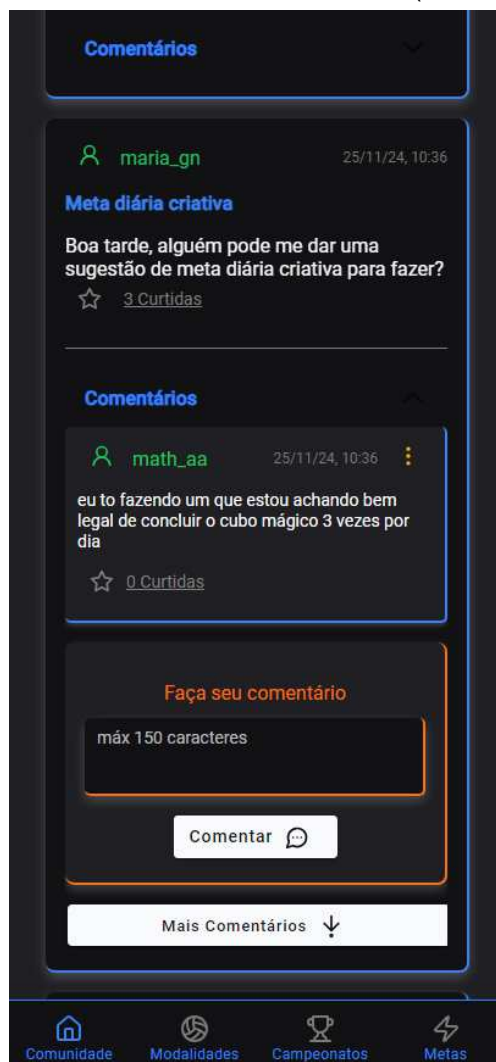 Comentários
maria_gn
25/11/24, 10:36
Meta diária criativa
Boa tarde, alguém pode me dar uma
sugestão de meta diária criativa para fazer?
3 Curtidas
Comentários
math_aa
25/11/24, 10:36
eu to fazendo um que estou achando bem
legal de concluir o cubo mágico 3 vezes por
dia
0 Curtidas
Faça seu comentário
máx 150 caracteres
Comentar
Mais Comentários
Comunidade Modalidades Campeonatos Metas